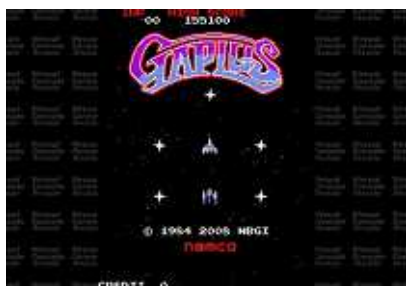 1UP HIGH SCORE
00 155100
GAPLUS
© 1984 2008 NBGI
namco
CREDIT 0